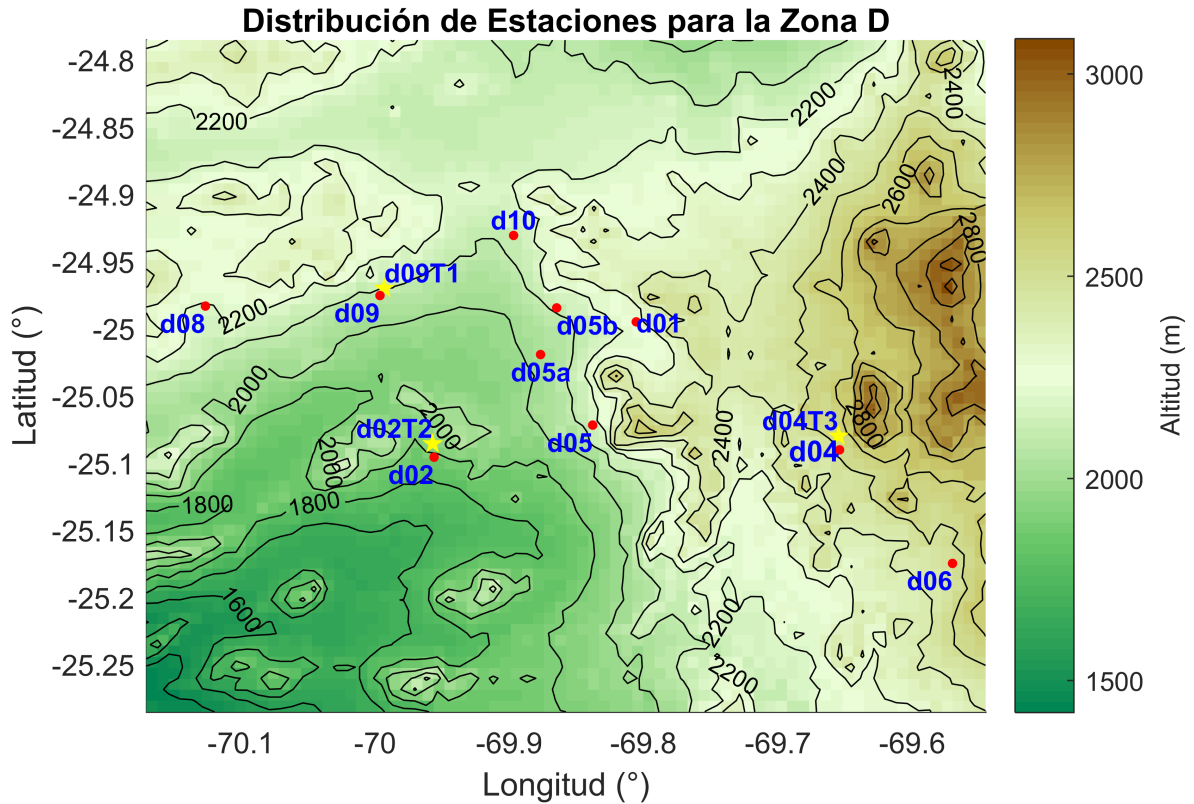 Distribución de Estaciones para la Zona D
-24.8
-24.85
-24.9
-24.95
-25
-25.05
-25.1
-25.15
-25.2
-25.25
Latitud (°)
-70.1
-70
-69.9
-69.8
-69.7
-69.6
Longitud (°)
2200
2200
2400
2400
2600
2800
d10
d09T1
d09
d08
2200
d05b
d01
d05a
2000
d02T2
2000
d02
2000
d05
2400
d04T3
2800
d04
1800
1800
d06
1600
2200
2200
3000
2500
2000
1500
Altitud (m)